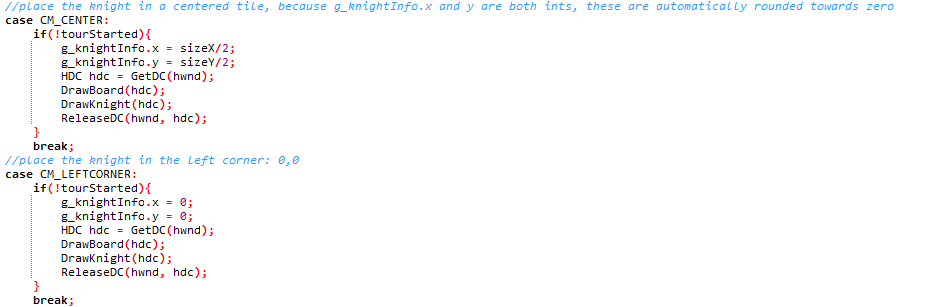 //place the knight in a centered tile, because g_knightInfo.x and y are both ints, these are automatically rounded towards zero
case CM_CENTER:
    if(!tourStarted){
        g_knightInfo.x = sizeX/2;
        g_knightInfo.y = sizeY/2;
        HDC hdc = GetDC(hwnd);
        DrawBoard(hdc);
        DrawKnight(hdc);
        ReleaseDC(hwnd, hdc);
    }
    break;
//place the knight in the left corner: 0,0
case CM_LEFTCORNER:
    if(!tourStarted){
        g_knightInfo.x = 0;
        g_knightInfo.y = 0;
        HDC hdc = GetDC(hwnd);
        DrawBoard(hdc);
        DrawKnight(hdc);
        ReleaseDC(hwnd, hdc);
    }
    break;